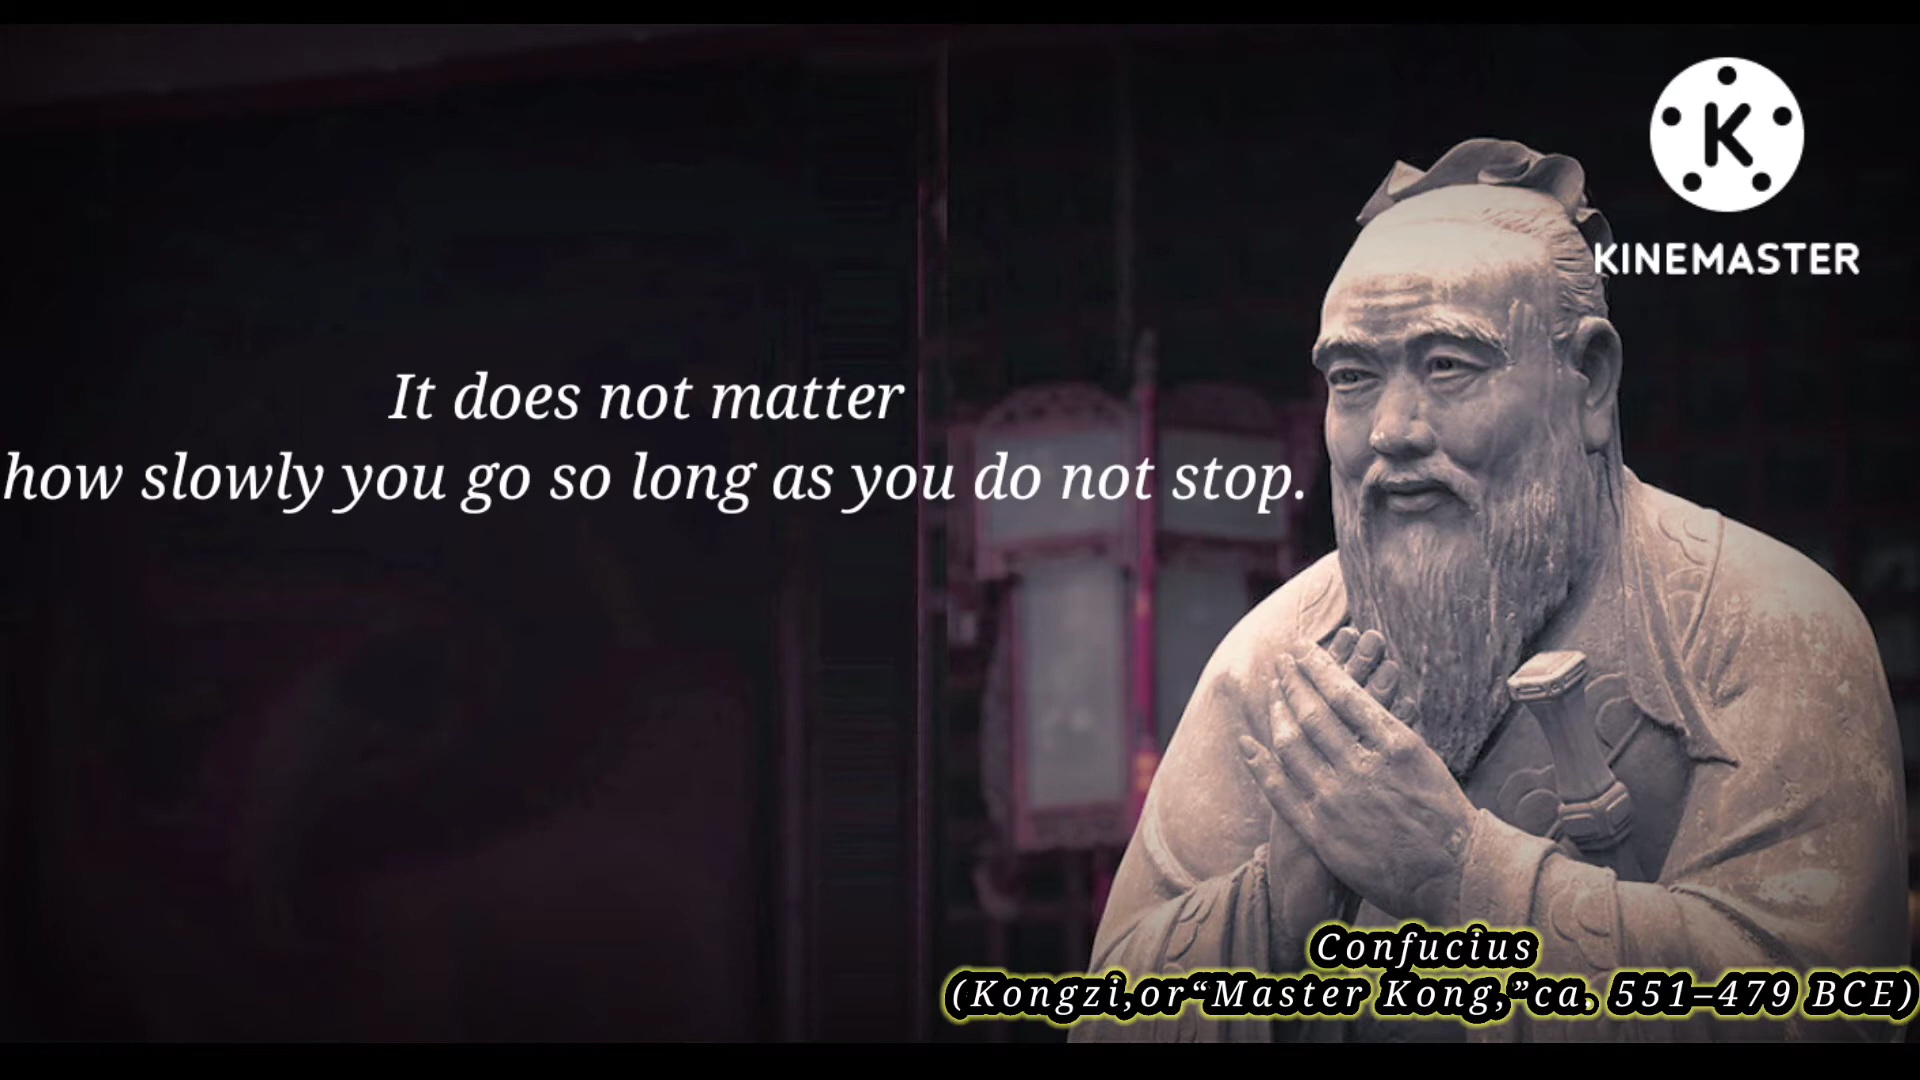 K
KINEMASTER
It does not matter
how slowly you go so long as you do not stop.
Confucius
(Kongzi,or“Master Kong,”ca. 551–479 BCE)